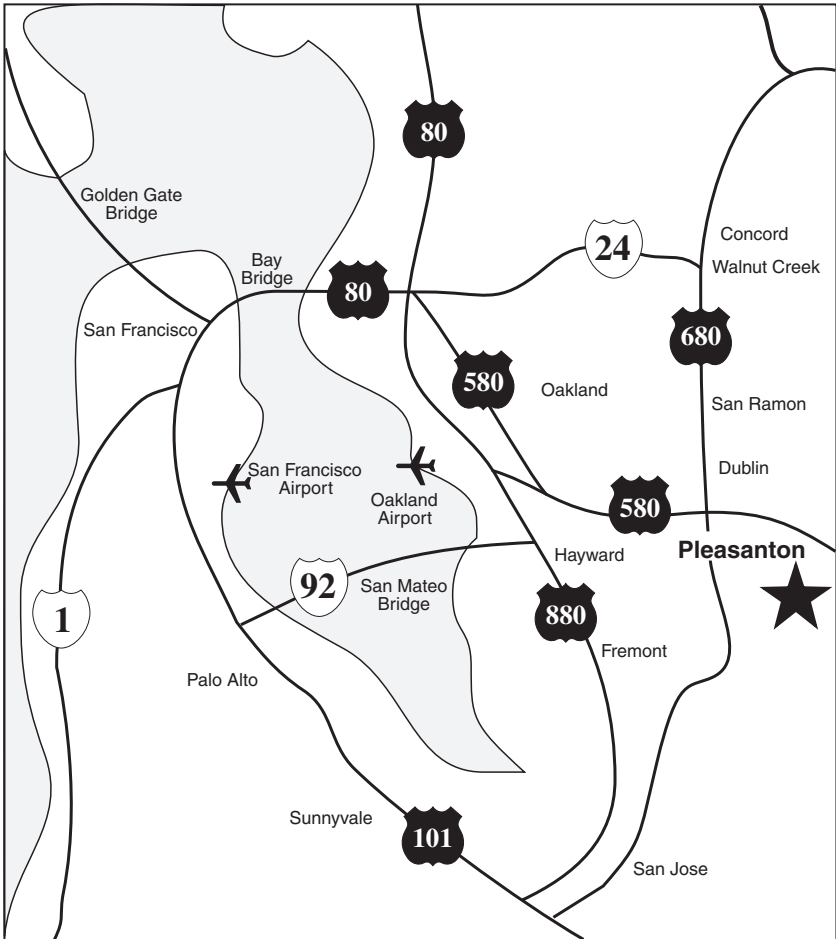 80
Golden Gate
Bridge
Concord
24
Bay
Bridge
Walnut Creek
80
San Francisco
680
580
Oakland
San Ramon
San Francisco
Airport
Dublin
Oakland
Airport
580
Hayward
Pleasanton
92
San Mateo
Bridge
1
880
Fremont
Palo Alto
Sunnyvale
101
San Jose